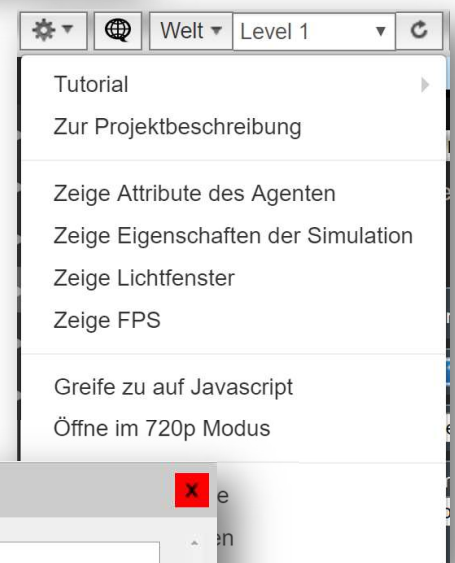 Welt Level 1
Tutorial
Zur Projektbeschreibung
Zeige Attribute des Agenten
Zeige Eigenschaften der Simulation
Zeige Lichtfenster
Zeige FPS
Greife zu auf Javascript
Öffne im 720p Modus
x